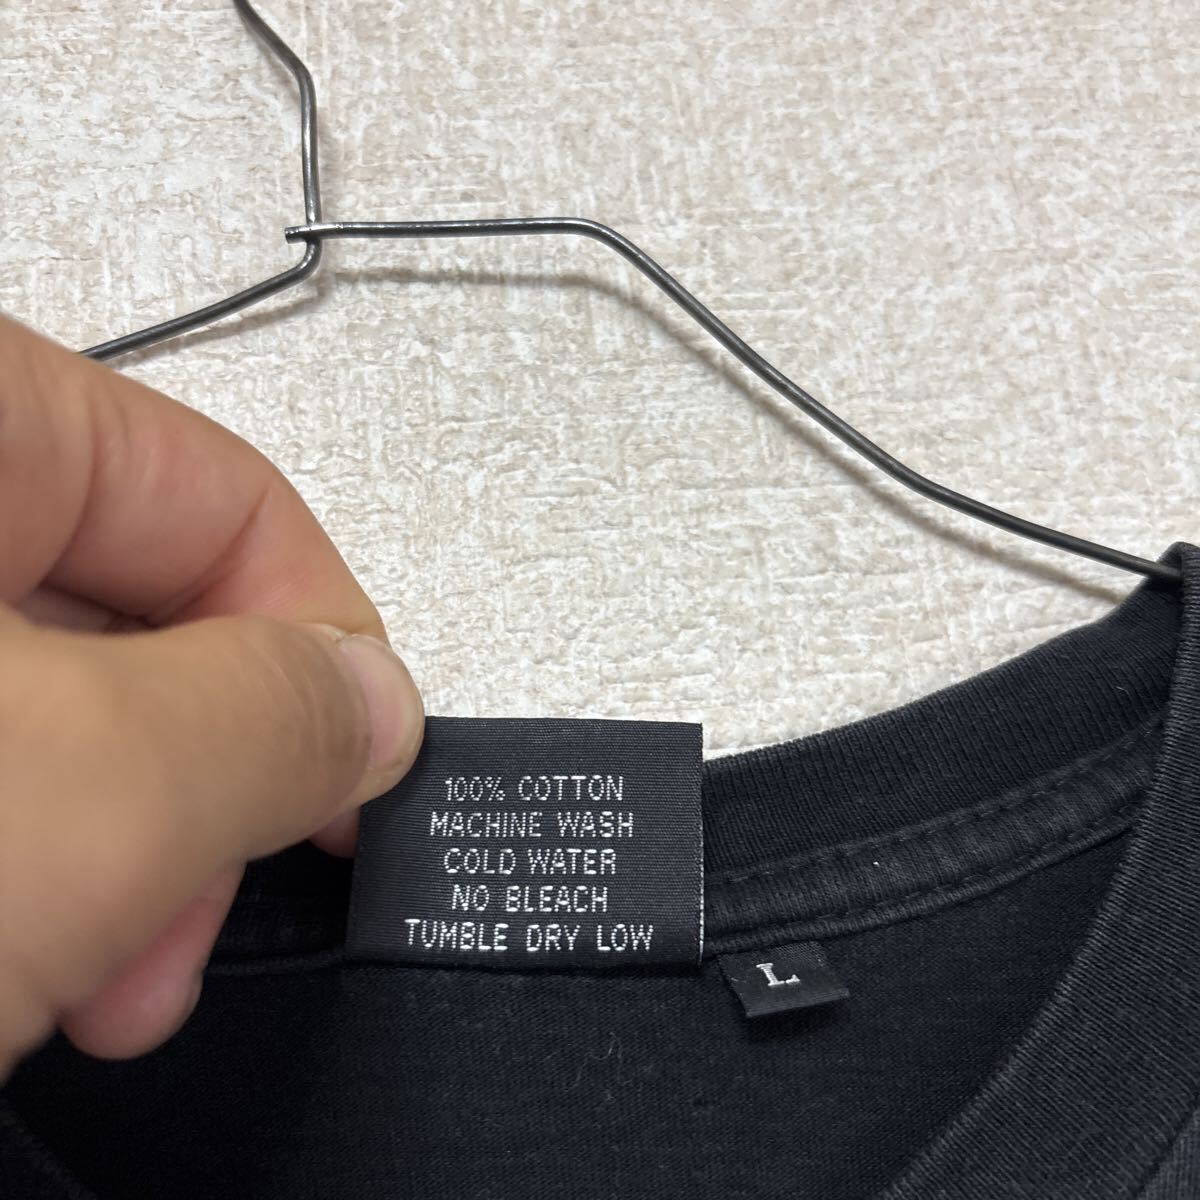 100% COTTON
MACHINE WASH
COLD WATER
NO BLEACH
TUMBLE DRY LOW
L